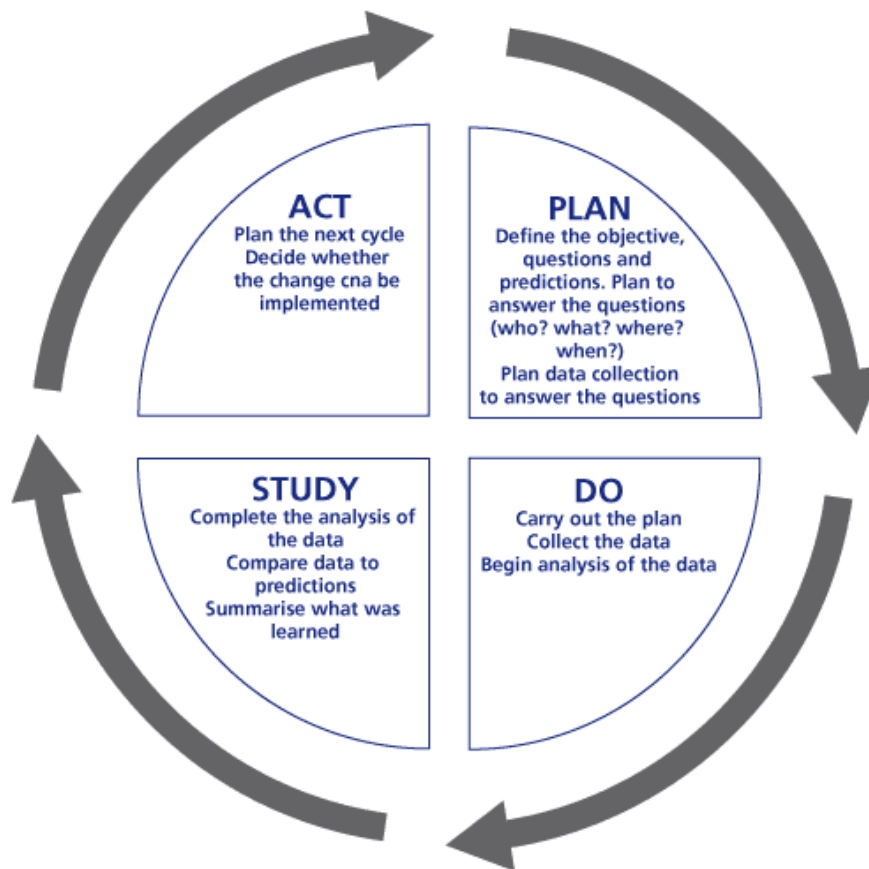 ACT
Plan the next cycle
Decide whether
the change cna be
implemented
PLAN
Define the objective,
questions and
predictions. Plan to
answer the questions
(who? what? where?
when?)
Plan data collection
to answer the questions
STUDY
Complete the analysis of
the data
Compare data to
predictions
Summarise what was
learned
DO
Carry out the plan
Collect the data
Begin analysis of the data